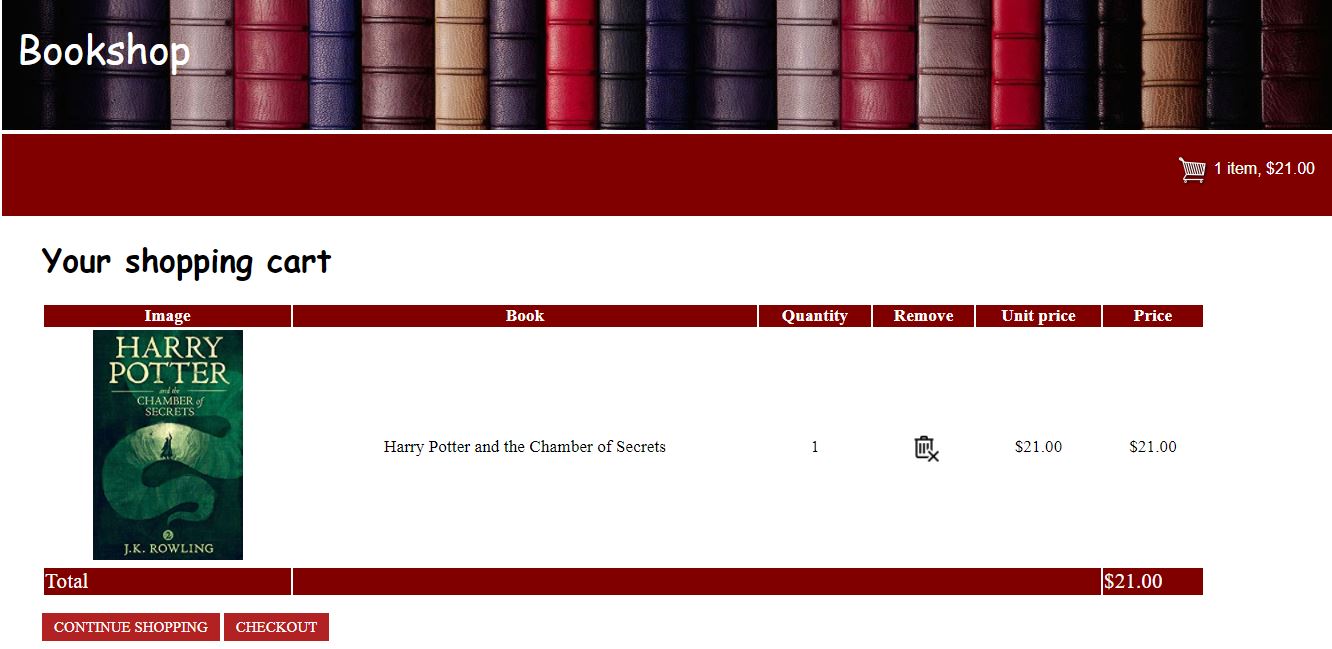 Bookshop
1 item, $21.00
Your shopping cart
Image Book Quantity Remove Unit price Price
HARRY
POTTER
and the
CHAMBER of
SECRETS
2
J.K. ROWLING
Harry Potter and the Chamber of Secrets 1 $21.00 $21.00
Total $21.00
CONTINUE SHOPPING CHECKOUT